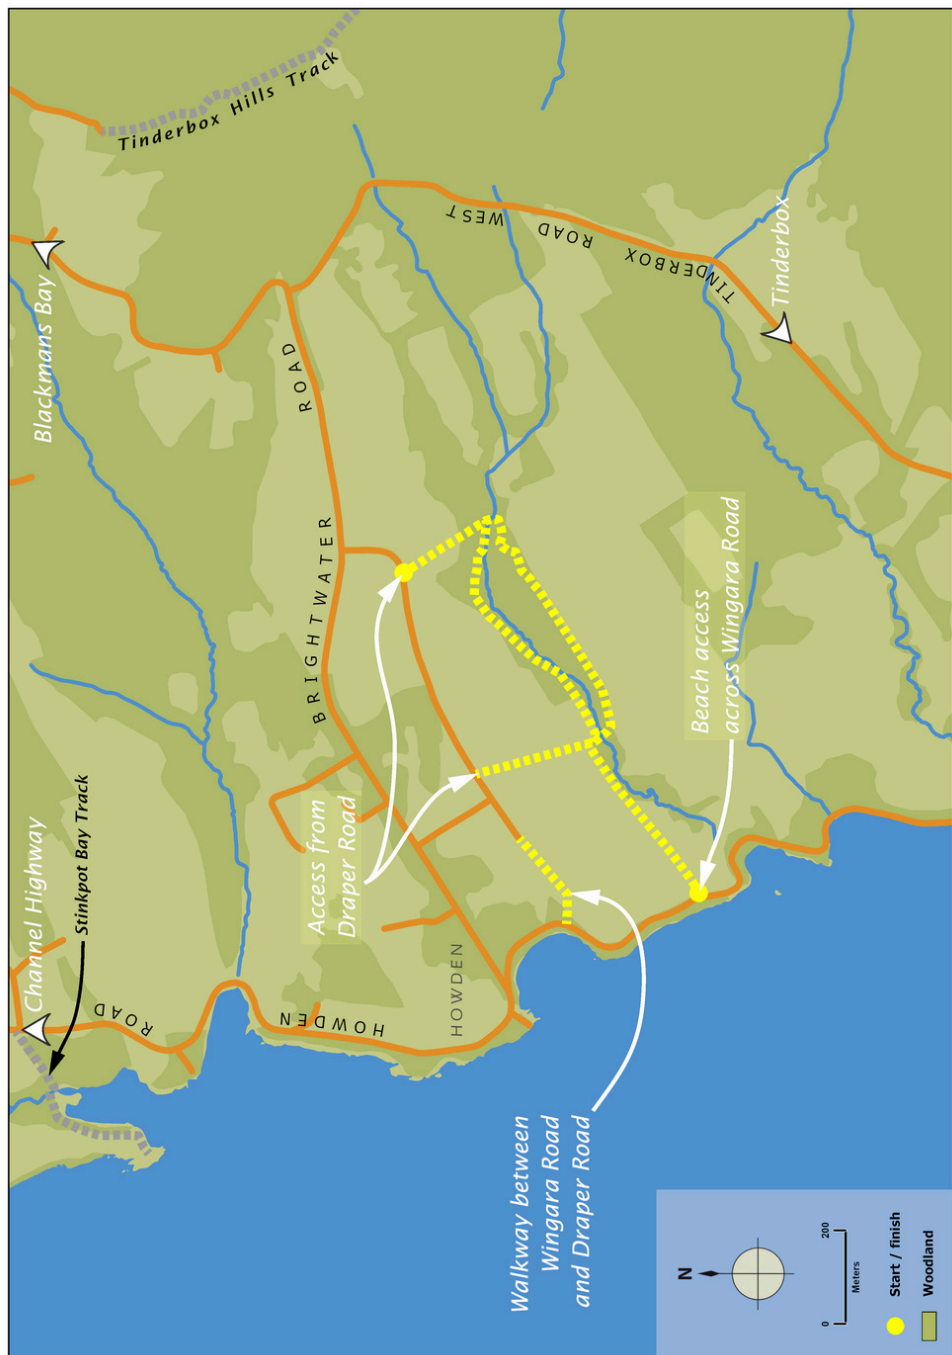 Channel Highway
Stinkpot Bay Track
Blackmans Bay
Tinderbox Hills Track
HOWDEN ROAD
BRIGHTWATER ROAD
Access from
Draper Road
HOWDEN
TINDERBOX ROAD WEST
Walkway between
Wingara Road
and Draper Road
Beach access
across Wingara Road
Tinderbox
N
0 200
Meters
Start / finish
Woodland